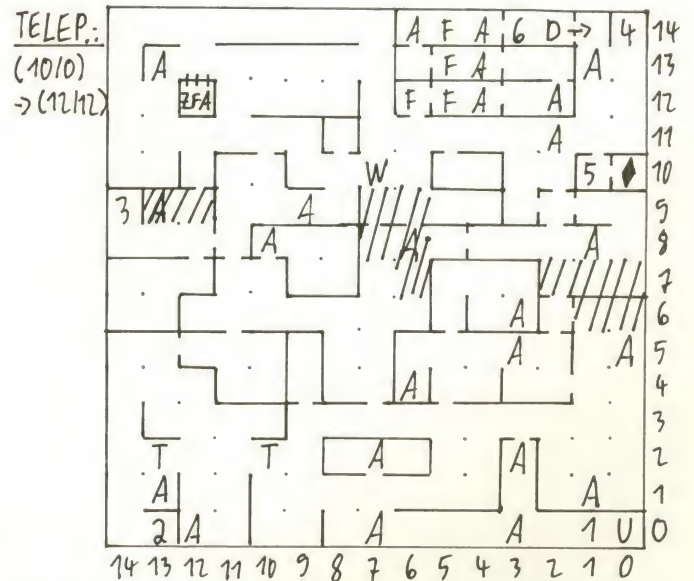 TELEP.:
(10/0)
-> (12/12)
A F A 6 D → 4 14
A F A A 13
ZFA F F A A 12
A 11
W 5 ♦ 10
3 A A 9
A A A 8
7
A 6
A A 5
A 4
3
T T A A 2
A A 1
2 A A A 1 U 0
14 13 12 11 10 9 8 7 6 5 4 3 2 1 0